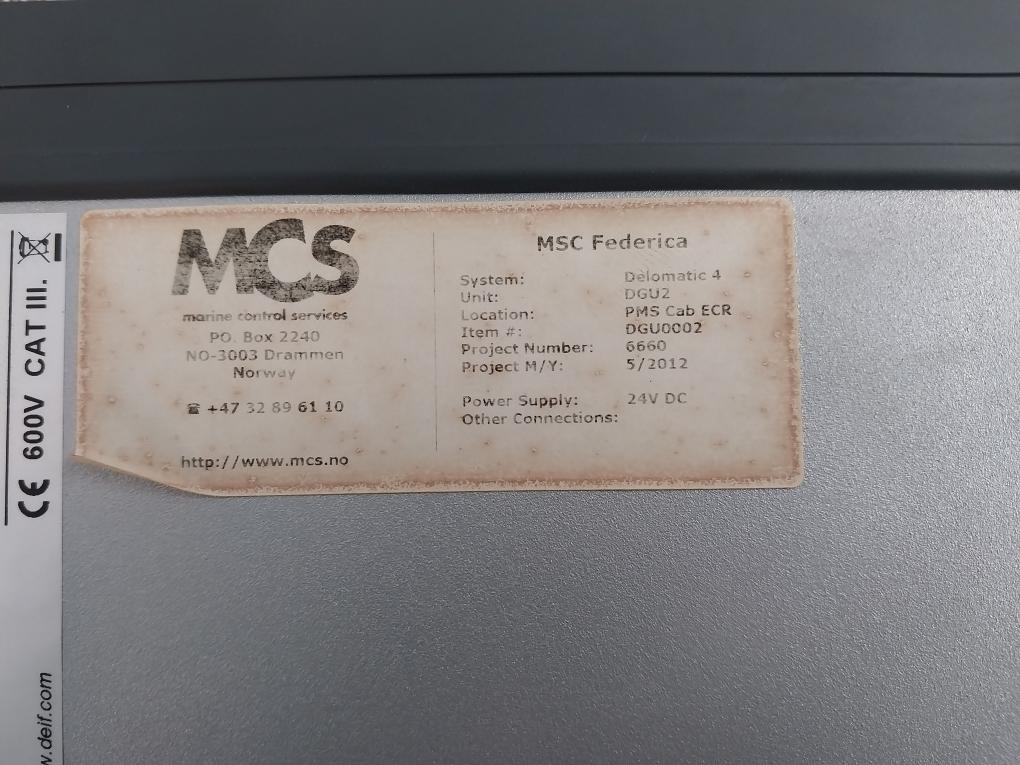 MCS
marine control services
PO. Box 2240
NO-3003 Drammen
Norway
☎ +47 32 89 61 10
http://www.mcs.no
MSC Federica
System: Delomatic 4
Unit: DGU2
Location: PMS Cab ECR
Item #: DGU0002
Project Number: 6660
Project M/Y: 5/2012
Power Supply: 24V DC
Other Connections:
CE 600V CAT III.
w.deif.com